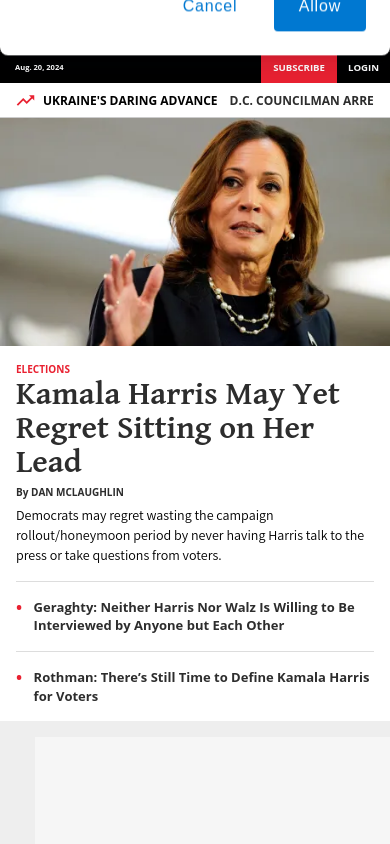 Cancel
Allow
Aug. 20, 2024
SUBSCRIBE
LOGIN
UKRAINE'S DARING ADVANCE
D.C. COUNCILMAN ARRE
ELECTIONS
Kamala Harris May Yet
Regret Sitting on Her
Lead
By DAN MCLAUGHLIN
Democrats may regret wasting the campaign
rollout/honeymoon period by never having Harris talk to the
press or take questions from voters.
Geraghty: Neither Harris Nor Walz Is Willing to Be
Interviewed by Anyone but Each Other
Rothman: There’s Still Time to Define Kamala Harris
for Voters